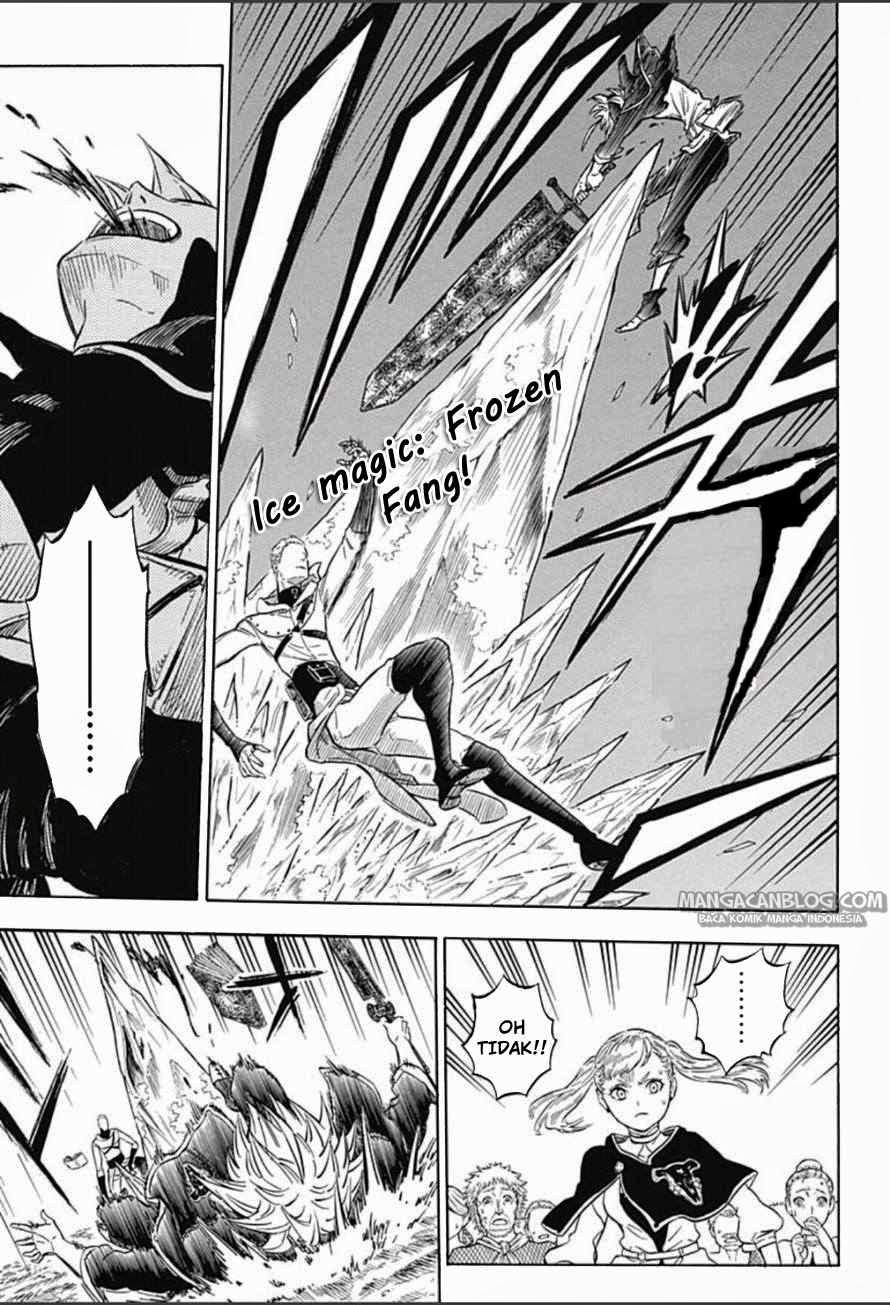 Ice magic: Frozen
Fang!
..........
MANGACANBLOG.COM
BACA KOMIK MANGA INDONESIA
.......
OH
TIDAK!!